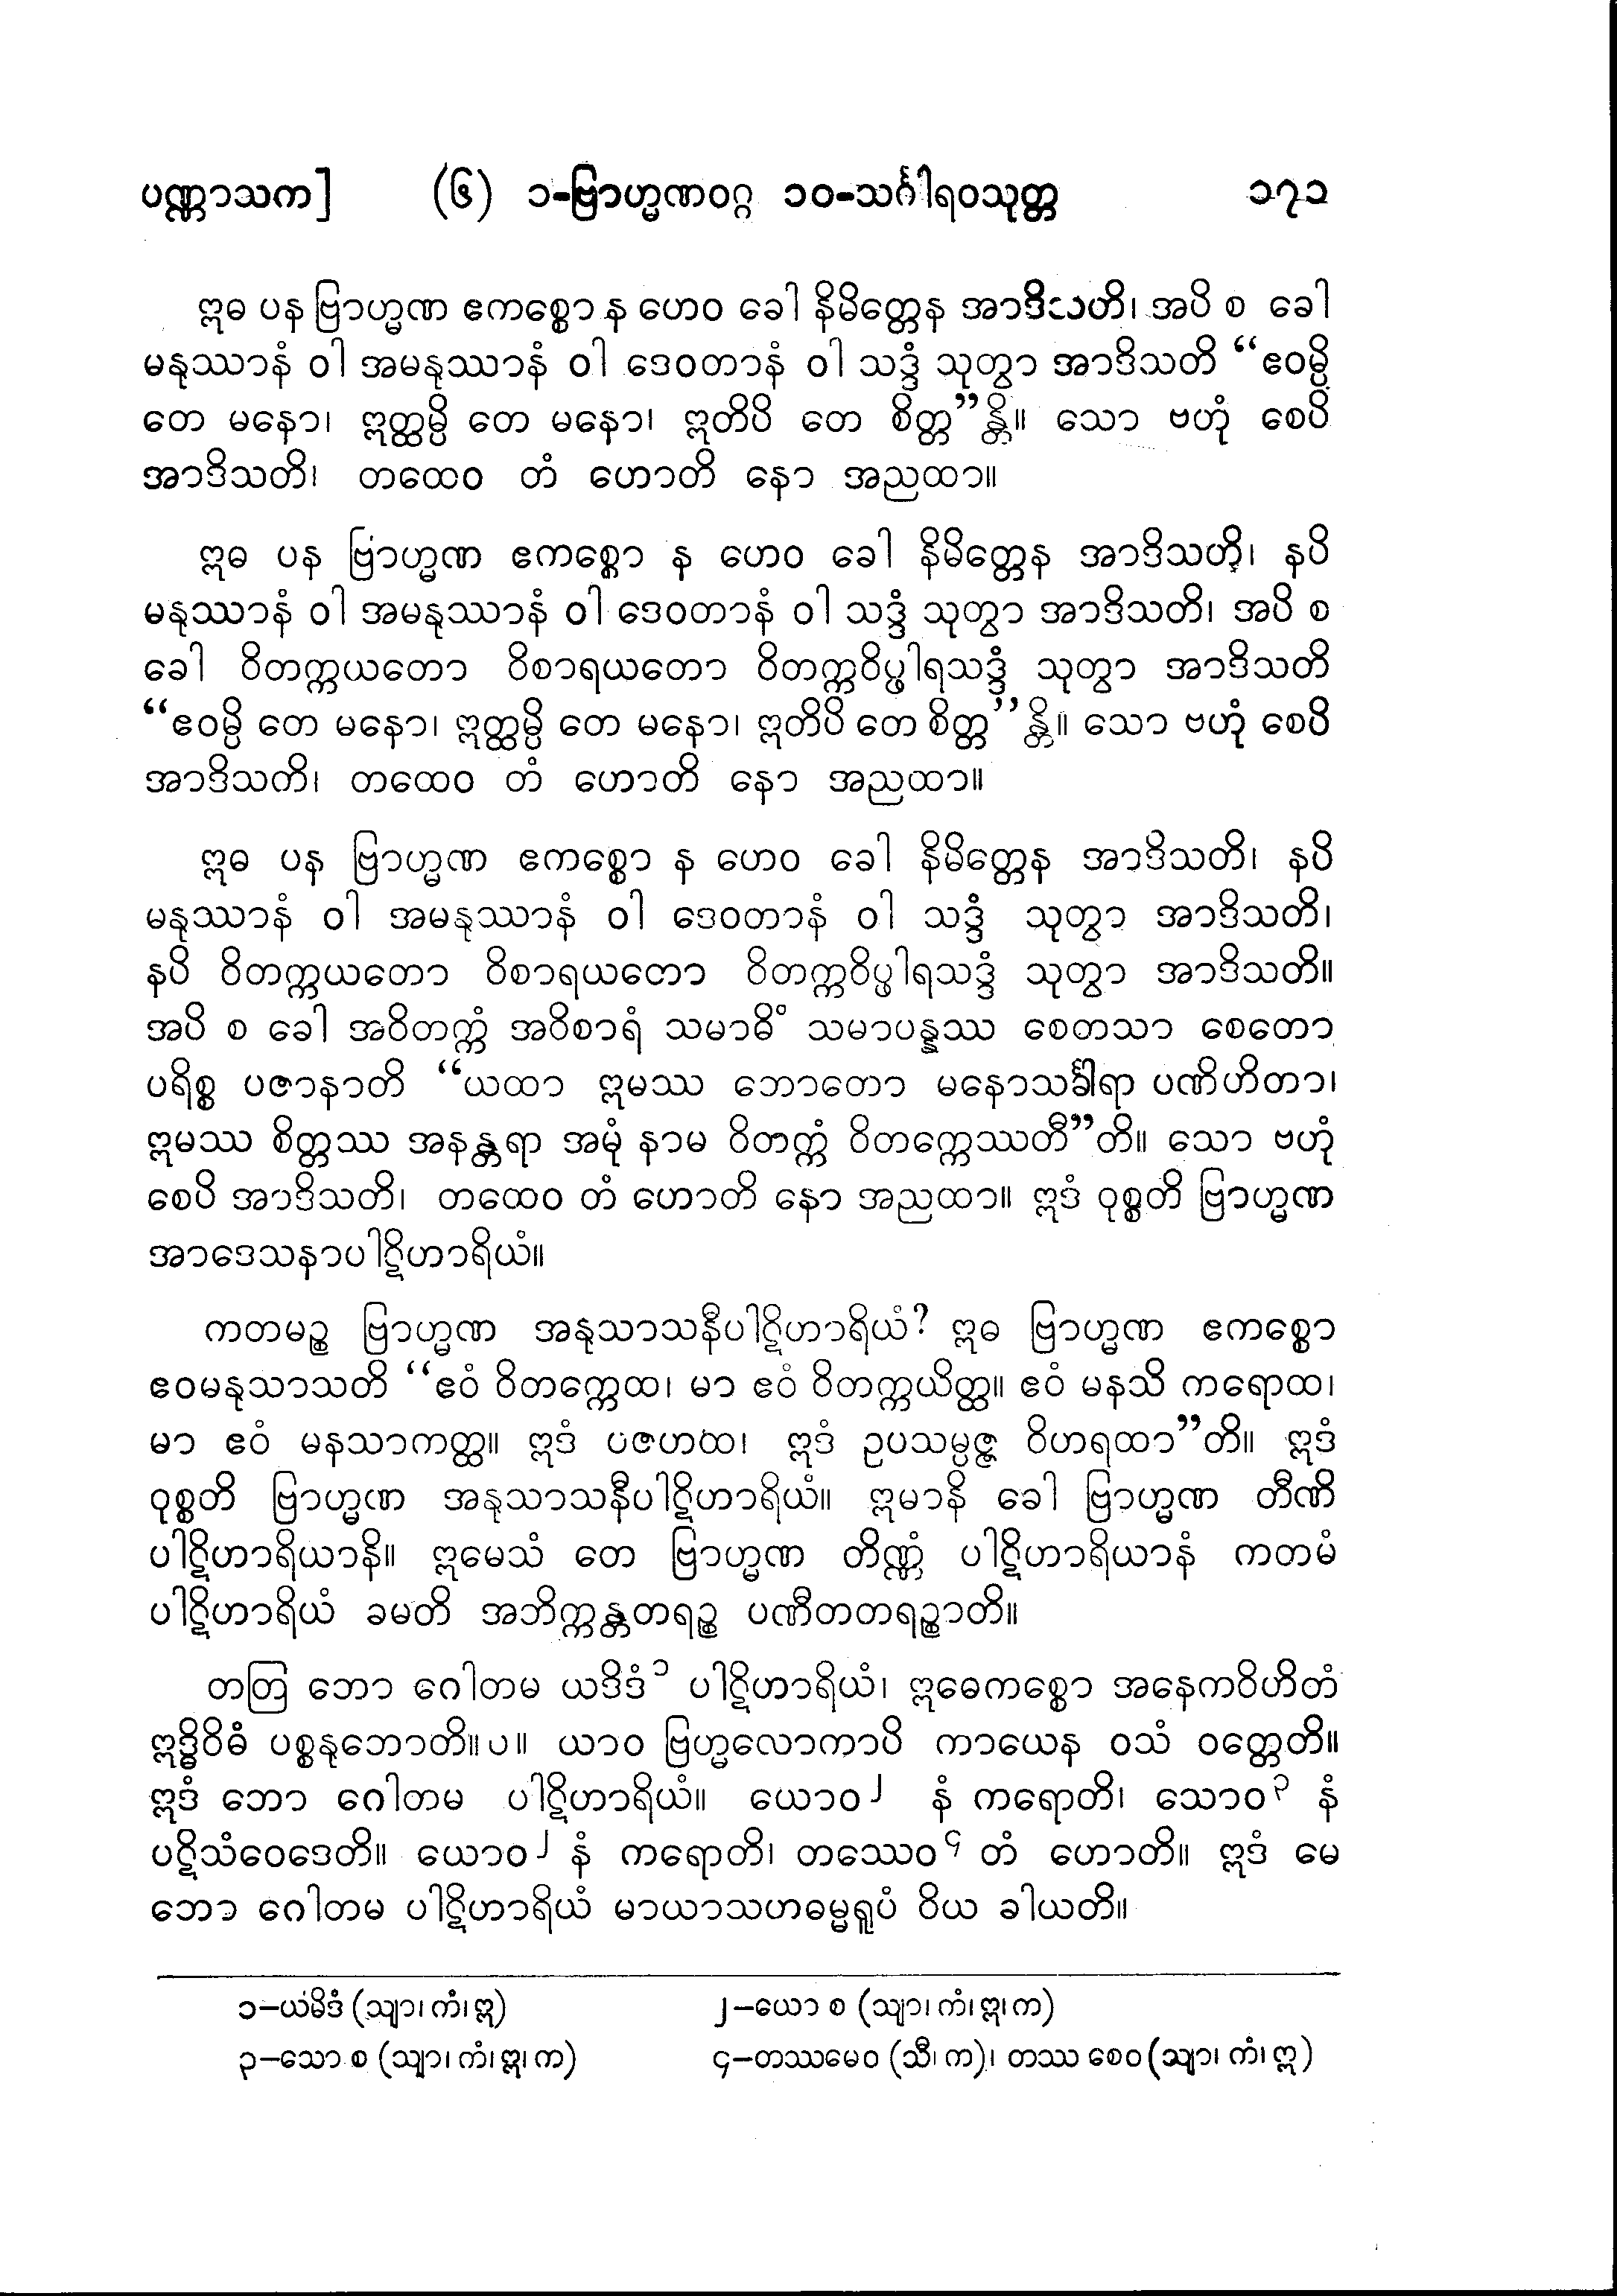 ပဏ္ဏာသက]	(၆) ၁-ဗြာဟ္မဏဝဂ္ဂ ၁၀-သင်္ဂါရဝသုတ္တ	၁၇၁
ဣဓ ပန ဗြာဟ္မဏ ဧကစ္စော န ဟေဝ ခေါ နိမိတ္တေန အာဒိသတိ၊ အပိ စ ခေါ
မနုဿာနံ ဝါ အမနုဿာနံ ဝါ ဒေဝတာနံ ဝါ သဒ္ဒံ သုတွာ အာဒိသတိ “ဧဝမ္ပိ
တေ မနော၊ ဣတ္ထမ္ပိ တေ မနော၊ ဣတိပိ တေ စိတ္တ”န္တိ။ သော ဗဟုံ စေပိ
အာဒိသတိ၊ တထေဝ တံ ဟောတိ နော အညထာ။
ဣဓ ပန ဗြာဟ္မဏ ဧကစ္စော န ဟေဝ ခေါ နိမိတ္တေန အာဒိသတိ၊ နပိ
မနုဿာနံ ဝါ အမနုဿာနံ ဝါ ဒေဝတာနံ ဝါ သဒ္ဒံ သုတွာ အာဒိသတိ၊ အပိ စ
ခေါ ဝိတက္ကယတော ဝိစာရယတော ဝိတက္ကဝိပ္ဖါရသဒ္ဒံ သုတွာ အာဒိသတိ
“ဧဝမ္ပိ တေ မနော၊ ဣတ္ထမ္ပိ တေ မနော၊ ဣတိပိ တေ စိတ္တ”န္တိ။ သော ဗဟုံ စေပိ
အာဒိသကိ၊ တထေဝ တံ ဟောတိ နော အညထာ။
ဣဓ ပန ဗြာဟ္မဏ ဧကစ္စော န ဟေဝ ခေါ နိမိတ္တေန အာဒိသတိ၊ နပိ
မနုဿာနံ ဝါ အမနုဿာနံ ဝါ ဒေဝတာနံ ဝါ သဒ္ဒံ သုတွာ အာဒိသတိ၊
နပိ ဝိတက္ကယတော ဝိစာရယတော ဝိတက္ကဝိပ္ဖါရသဒ္ဒံ သုတွာ အာဒိသတိ။
အပိ စ ခေါ အဝိတက္ကံ အဝိစာရံ သမာဓိံ သမာပန္နဿ စေတသာ စေတော
ပရိစ္စ ပဇာနာတိ “ယထာ ဣမဿ ဘောတော မနောသင်္ခါရာ ပဏိဟိတာ၊
ဣမဿ စိတ္တဿ အနန္တရာ အမုံ နာမ ဝိတက္ကံ ဝိတက္ကေဿတီ”တိ။ သော ဗဟုံ
စေပိ အာဒိသတိ၊ တထေဝ တံ ဟောတိ နော အညထာ။ ဣဒံ ဝုစ္စတိ ဗြာဟ္မဏ
အာဒေသနာပါဋိဟာရိယံ။
ကတမဉ္စ ဗြာဟ္မဏ အနုသာသနီပါဋိဟာရိယံ? ဣဓ ဗြာဟ္မဏ ဧကစ္စော
ဧဝမနုသာသတိ “ဧဝံ ဝိတက္ကေထ၊ မာ ဧဝံ ဝိတက္ကယိတ္ထ။ ဧဝံ မနသိ ကရောထ၊
မာ ဧဝံ မနသာကတ္ထ။ ဣဒံ ပဇဟထ၊ ဣဒံ ဥပသမ္ပဇ္ဇ ဝိဟရထာ”တိ။ ဣဒံ
ဝုစ္စတိ ဗြာဟ္မဏ အနုသာသနီပါဋိဟာရိယံ။ ဣမာနိ ခေါ ဗြာဟ္မဏ တီဏိ
ပါဋိဟာရိယာနိ။ ဣမေသံ တေ ဗြာဟ္မဏ တိဏ္ဏံ ပါဋိဟာရိယာနံ ကတမံ
ပါဋိဟာရိယံ ခမတိ အဘိက္ကန္တတရဉ္စ ပဏီတတရဉ္စာတိ။
တတြ ဘော ဂေါတမ ယဒိဒံ၁ ပါဋိဟာရိယံ၊ ဣဓေကစ္စော အနေကဝိဟိတံ
ဣဒ္ဓိဝိဓံ ပစ္စနုဘောတိ။ပ။ ယာဝ ဗြဟ္မလောကာပိ ကာယေန ဝသံ ဝတ္တေတိ။
ဣဒံ ဘော ဂေါတမ ပါဋိဟာရိယံ။ ယောဝ၂ နံ ကရောတိ၊ သောဝ၃ နံ
ပဋိသံဝေဒေတိ။ ယောဝ၂ နံ ကရောတိ၊ တဿေဝ၄ တံ ဟောတိ။ ဣဒံ မေ
ဘော ဂေါတမ ပါဋိဟာရိယံ မာယာသဟဓမ္မရူပံ ဝိယ ခါယတိ။
၁–ယံမိဒံ (သျာ၊ ကံ၊ ဣ)	၂–ယော စ (သျာ၊ ကံ၊ ဣ၊ က)
၃–သော စ (သျာ၊ ကံ၊ ဣ၊ က)	၄–တဿမေဝ (သီ၊ က)၊ တဿ စေဝ (သျာ၊ ကံ၊ ဣ)